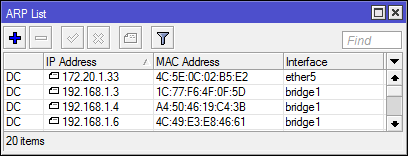 ARP List
Find
IP Address MAC Address Interface
DC 172.20.1.33 4C:5E:0C:02:B5:E2 ether5
DC 192.168.1.3 1C:77:F6:4F:0F:5D bridge1
DC 192.168.1.4 A4:50:46:19:C4:3B bridge1
DC 192.168.1.6 4C:49:E3:E8:46:61 bridge1
20 items